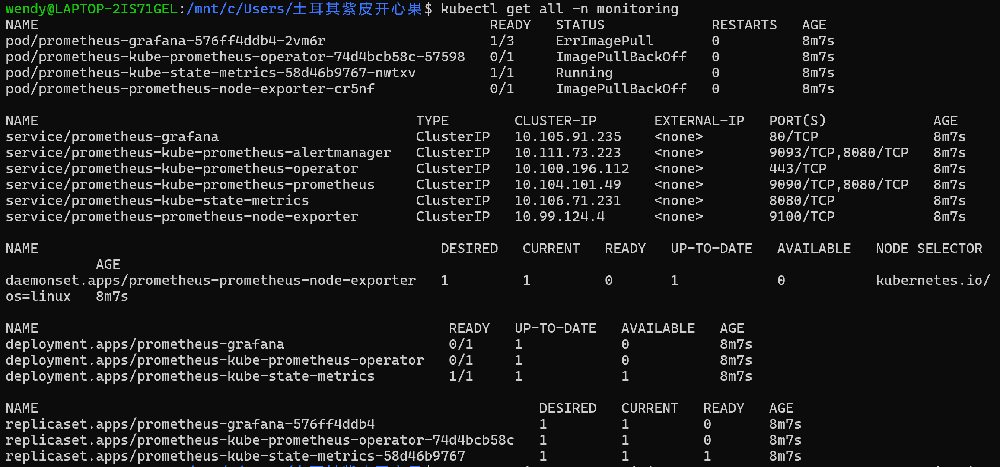 wendy@LAPTOP-2IS71GEL:/mnt/c/Users/土耳其紫皮开心果$ kubectl get all -n monitoring
NAME READY STATUS RESTARTS AGE
pod/prometheus-grafana-576ff4ddb4-2vm6r 1/3 ErrImagePull 0 8m7s
pod/prometheus-kube-prometheus-operator-74d4bcb58c-57598 0/1 ImagePullBackOff 0 8m7s
pod/prometheus-kube-state-metrics-58d46b9767-nwtxv 1/1 Running 0 8m7s
pod/prometheus-prometheus-node-exporter-cr5nf 0/1 ImagePullBackOff 0 8m7s
NAME TYPE CLUSTER-IP EXTERNAL-IP PORT(S) AGE
service/prometheus-grafana ClusterIP 10.105.91.235 <none> 80/TCP 8m7s
service/prometheus-kube-prometheus-alertmanager ClusterIP 10.111.73.223 <none> 9093/TCP,8080/TCP 8m7s
service/prometheus-kube-prometheus-operator ClusterIP 10.100.196.112 <none> 443/TCP 8m7s
service/prometheus-kube-prometheus-prometheus ClusterIP 10.104.101.49 <none> 9090/TCP,8080/TCP 8m7s
service/prometheus-kube-state-metrics ClusterIP 10.106.71.231 <none> 8080/TCP 8m7s
service/prometheus-prometheus-node-exporter ClusterIP 10.99.124.4 <none> 9100/TCP 8m7s
NAME DESIRED CURRENT READY UP-TO-DATE AVAILABLE NODE SELECTOR
AGE
daemonset.apps/prometheus-prometheus-node-exporter 1 1 0 1 0 kubernetes.io/
os=linux 8m7s
NAME READY UP-TO-DATE AVAILABLE AGE
deployment.apps/prometheus-grafana 0/1 1 0 8m7s
deployment.apps/prometheus-kube-prometheus-operator 0/1 1 0 8m7s
deployment.apps/prometheus-kube-state-metrics 1/1 1 1 8m7s
NAME DESIRED CURRENT READY AGE
replicaset.apps/prometheus-grafana-576ff4ddb4 1 1 0 8m7s
replicaset.apps/prometheus-kube-prometheus-operator-74d4bcb58c 1 1 0 8m7s
replicaset.apps/prometheus-kube-state-metrics-58d46b9767 1 1 1 8m7s